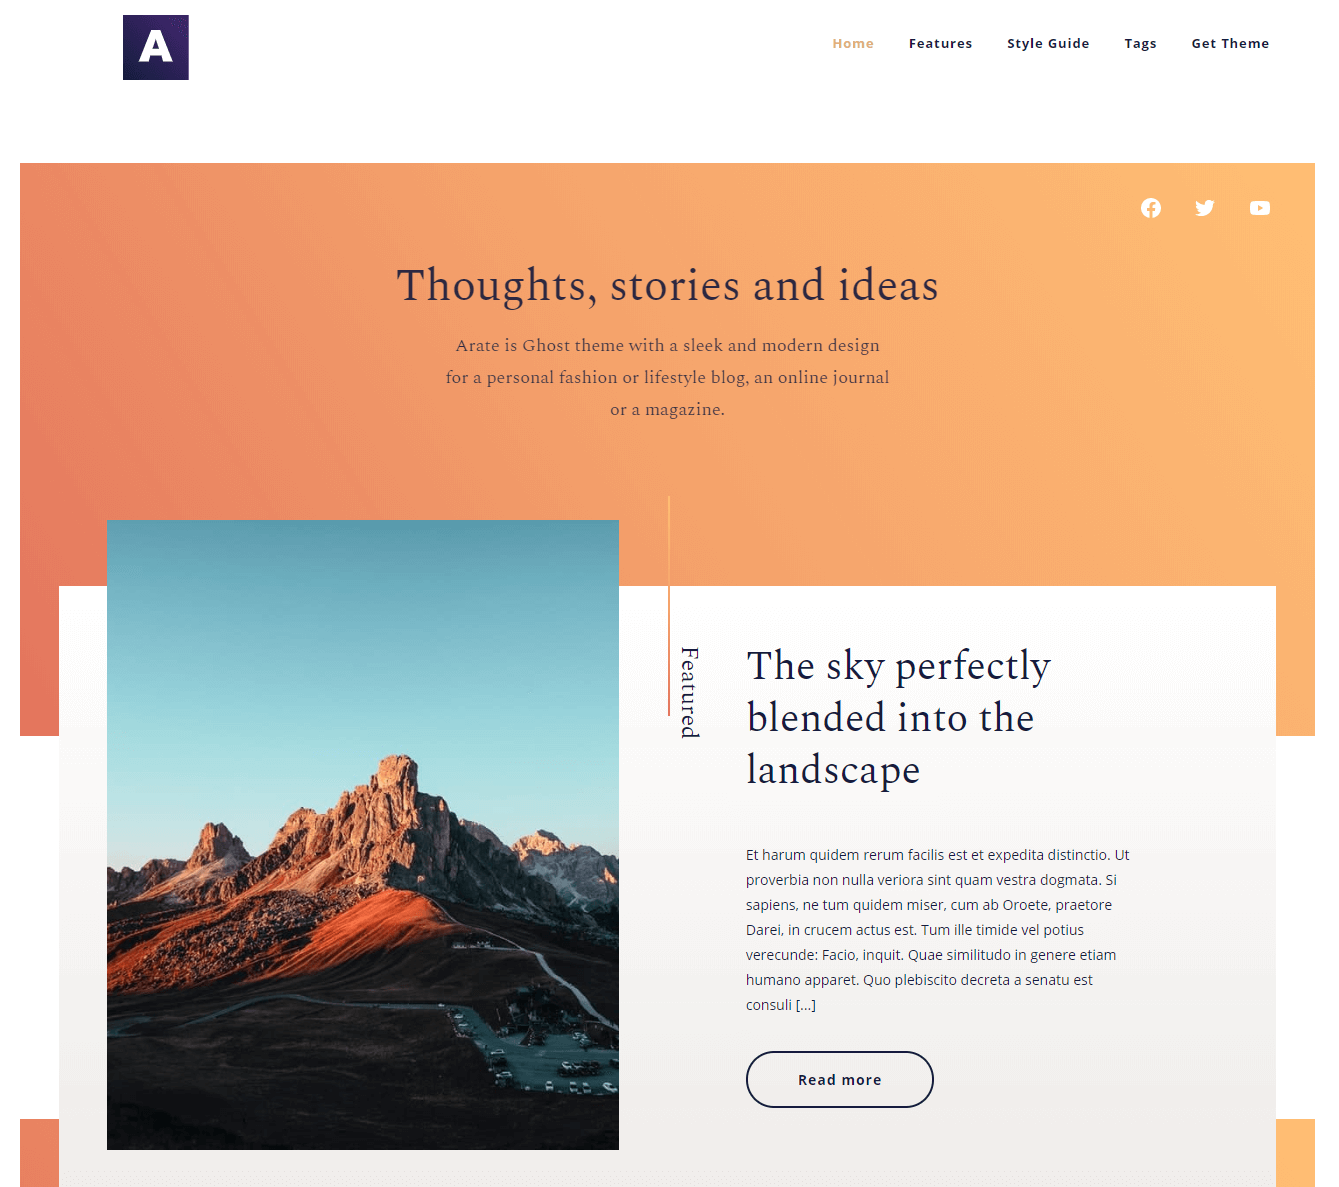 A
Home
Features
Style Guide
Tags
Get Theme
Thoughts, stories and ideas
Arate is Ghost theme with a sleek and modern design
for a personal fashion or lifestyle blog, an online journal
or a magazine.
Featured
The sky perfectly
blended into the
landscape
Et harum quidem rerum facilis est et expedita distinctio. Ut
proverbia non nulla veriora sint quam vestra dogmata. Si
sapiens, ne tum quidem miser, cum ab Oroete, praetore
Darei, in crucem actus est. Tum ille timide vel potius
verecunde: Facio, inquit. Quae similitudo in genere etiam
humano apparet. Quo plebiscito decreta a senatu est
consuli [...]
Read more